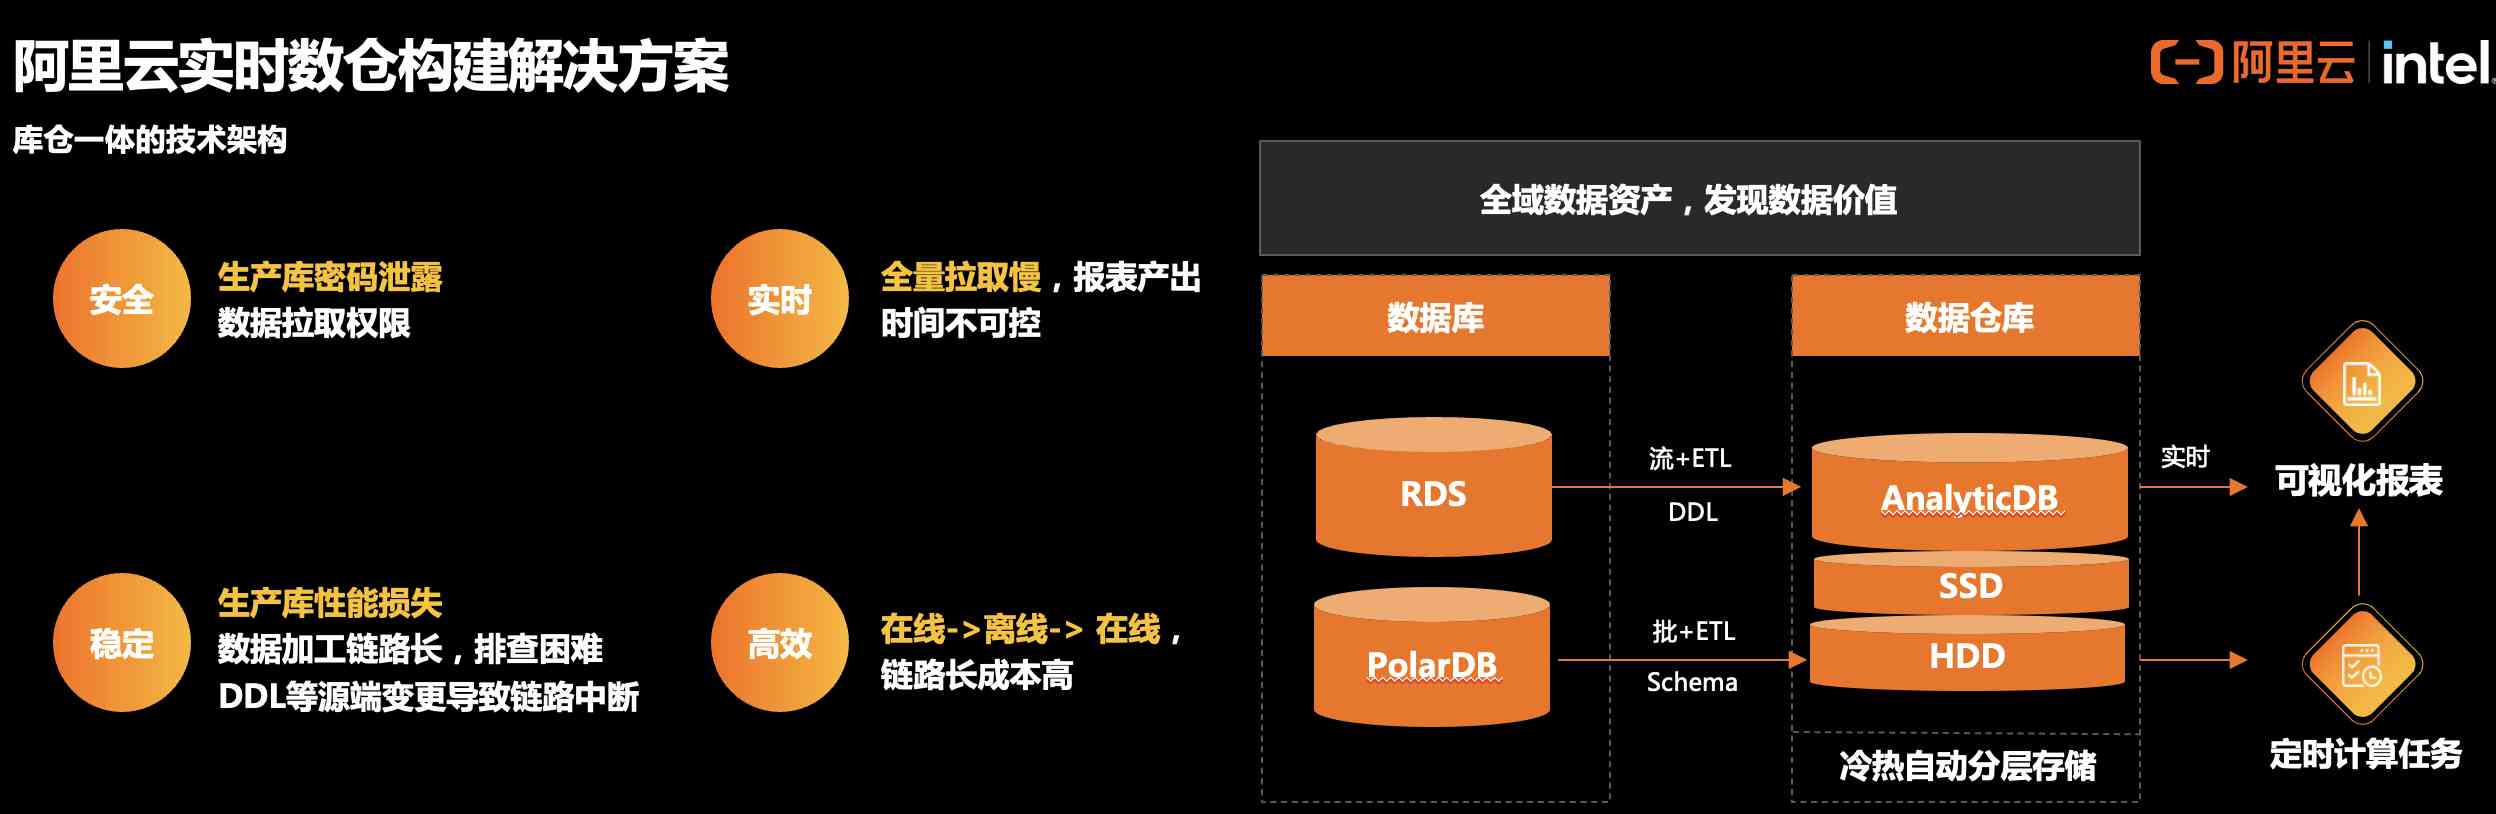 阿里云实时数仓构建解决方案
阿里云 | intel.
库仓一体的技术架构
安全
生产库密码泄露
数据拉取权限
实时
全量拉取慢，报表产出
时间不可控
稳定
生产库性能损失
数据加工链路长，排查困难
DDL等源端变更导致链路中断
高效
在线->离线-> 在线，
链路长成本高
全域数据资产，发现数据价值
数据库
数据仓库
RDS
流+ETL
DDL
AnalyticDB
实时
可视化报表
SSD
PolarDB
批+ETL
Schema
HDD
定时计算任务
冷热自动分层存储